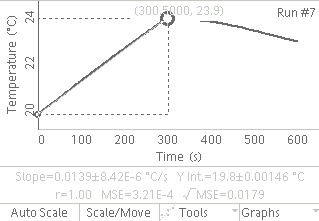 (300.5000, 23.9)
Run #7
Temperature (°C)
24
22
20
100
200
300
400
500
600
Time (s)
Slope=0.0139±8.42E-6 °C/s Y Int.=19.8±0.00146 °C
r=1.00 MSE=3.21E-4 √MSE=0.0179
Auto Scale
Scale/Move
Tools
Graphs